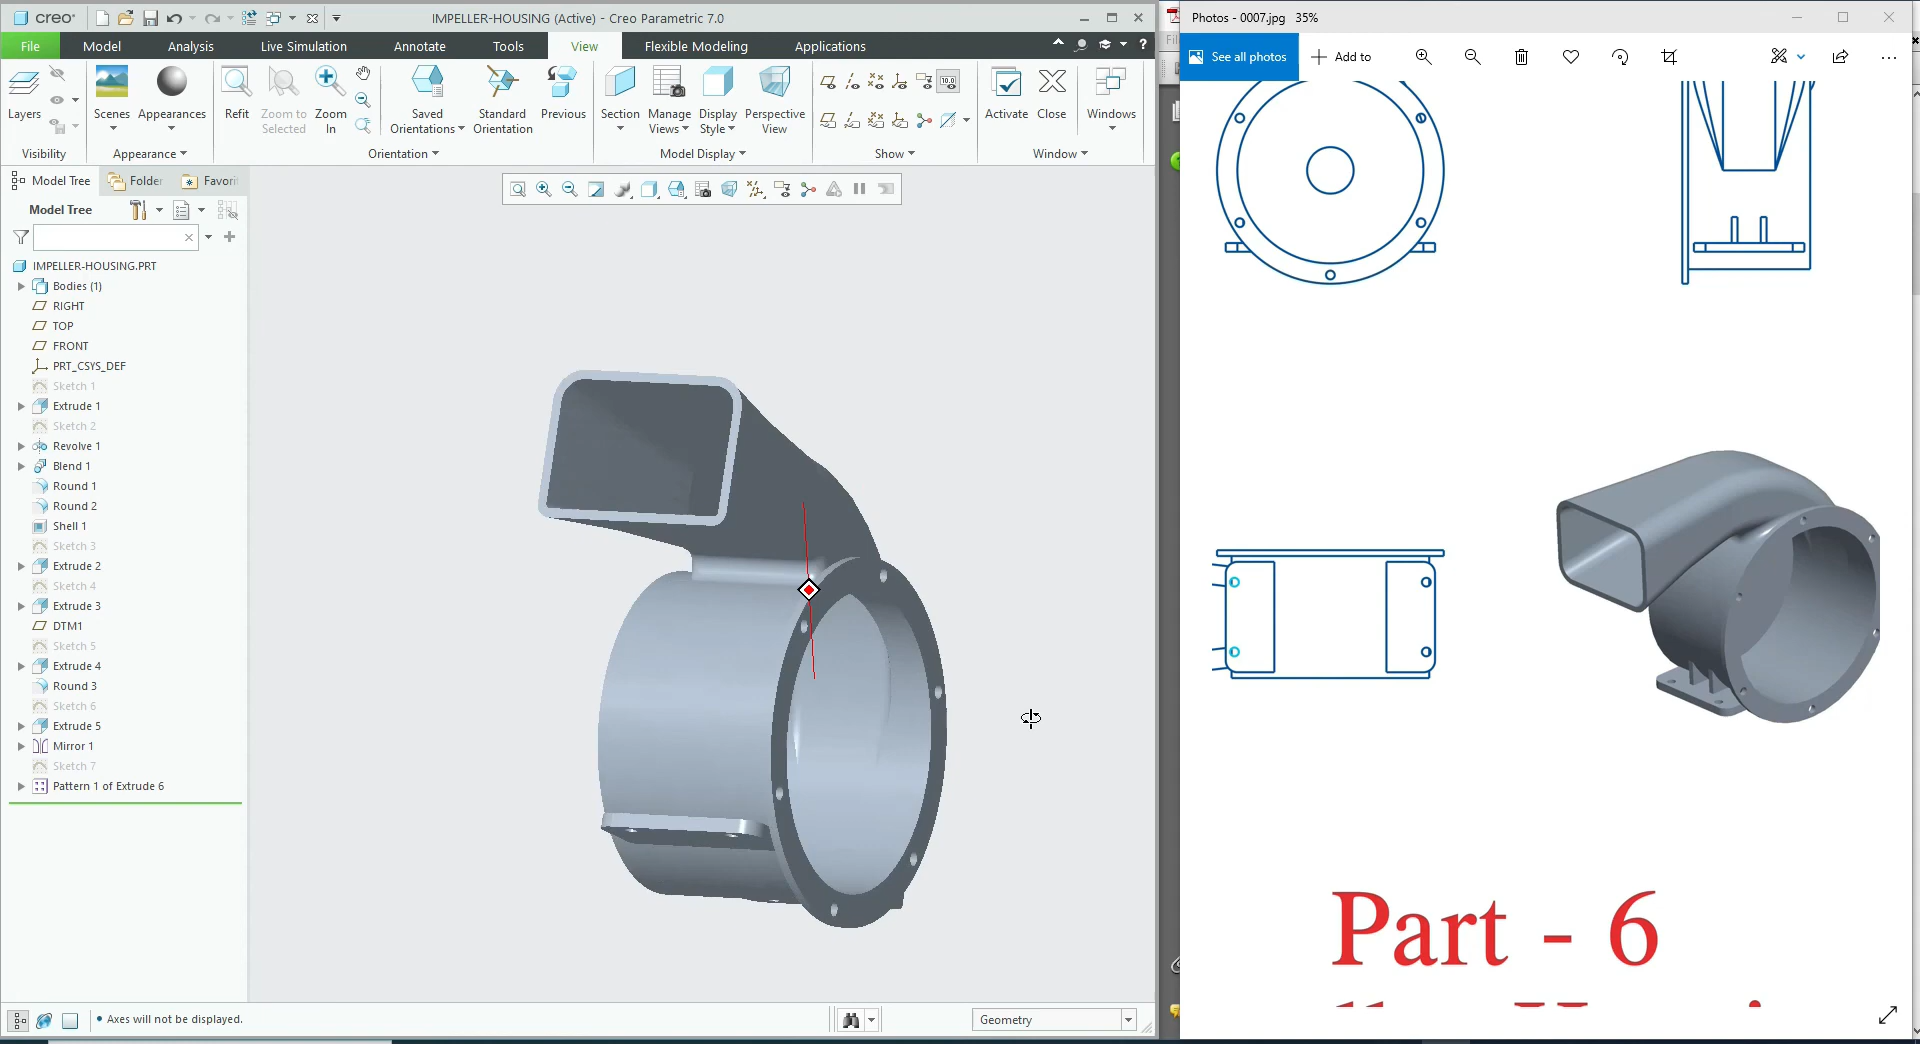 creo
IMPELLER-HOUSING (Active) - Creo Parametric 7.0
Photos - 0007.jpg 35%
File Model Analysis Live Simulation Annotate Tools View Flexible Modeling Applications
See all photos Add to
Layers
Scenes
Appearances
Refit
Zoom to Selected
Zoom In
Saved Orientations
Standard Orientation
Previous
Section
Manage Views
Display Style
Perspective View
10.0
Activate
Close
Windows
Visibility Appearance Orientation Model Display Show Window
Model Tree Folder Favori
Model Tree
IMPELLER-HOUSING.PRT
Bodies (1)
RIGHT
TOP
FRONT
PRT_CSYS_DEF
Sketch 1
Extrude 1
Sketch 2
Revolve 1
Blend 1
Round 1
Round 2
Shell 1
Sketch 3
Extrude 2
Sketch 4
Extrude 3
DTM1
Sketch 5
Extrude 4
Round 3
Sketch 6
Extrude 5
Mirror 1
Sketch 7
Pattern 1 of Extrude 6
Part - 6
• Axes will not be displayed.
Geometry